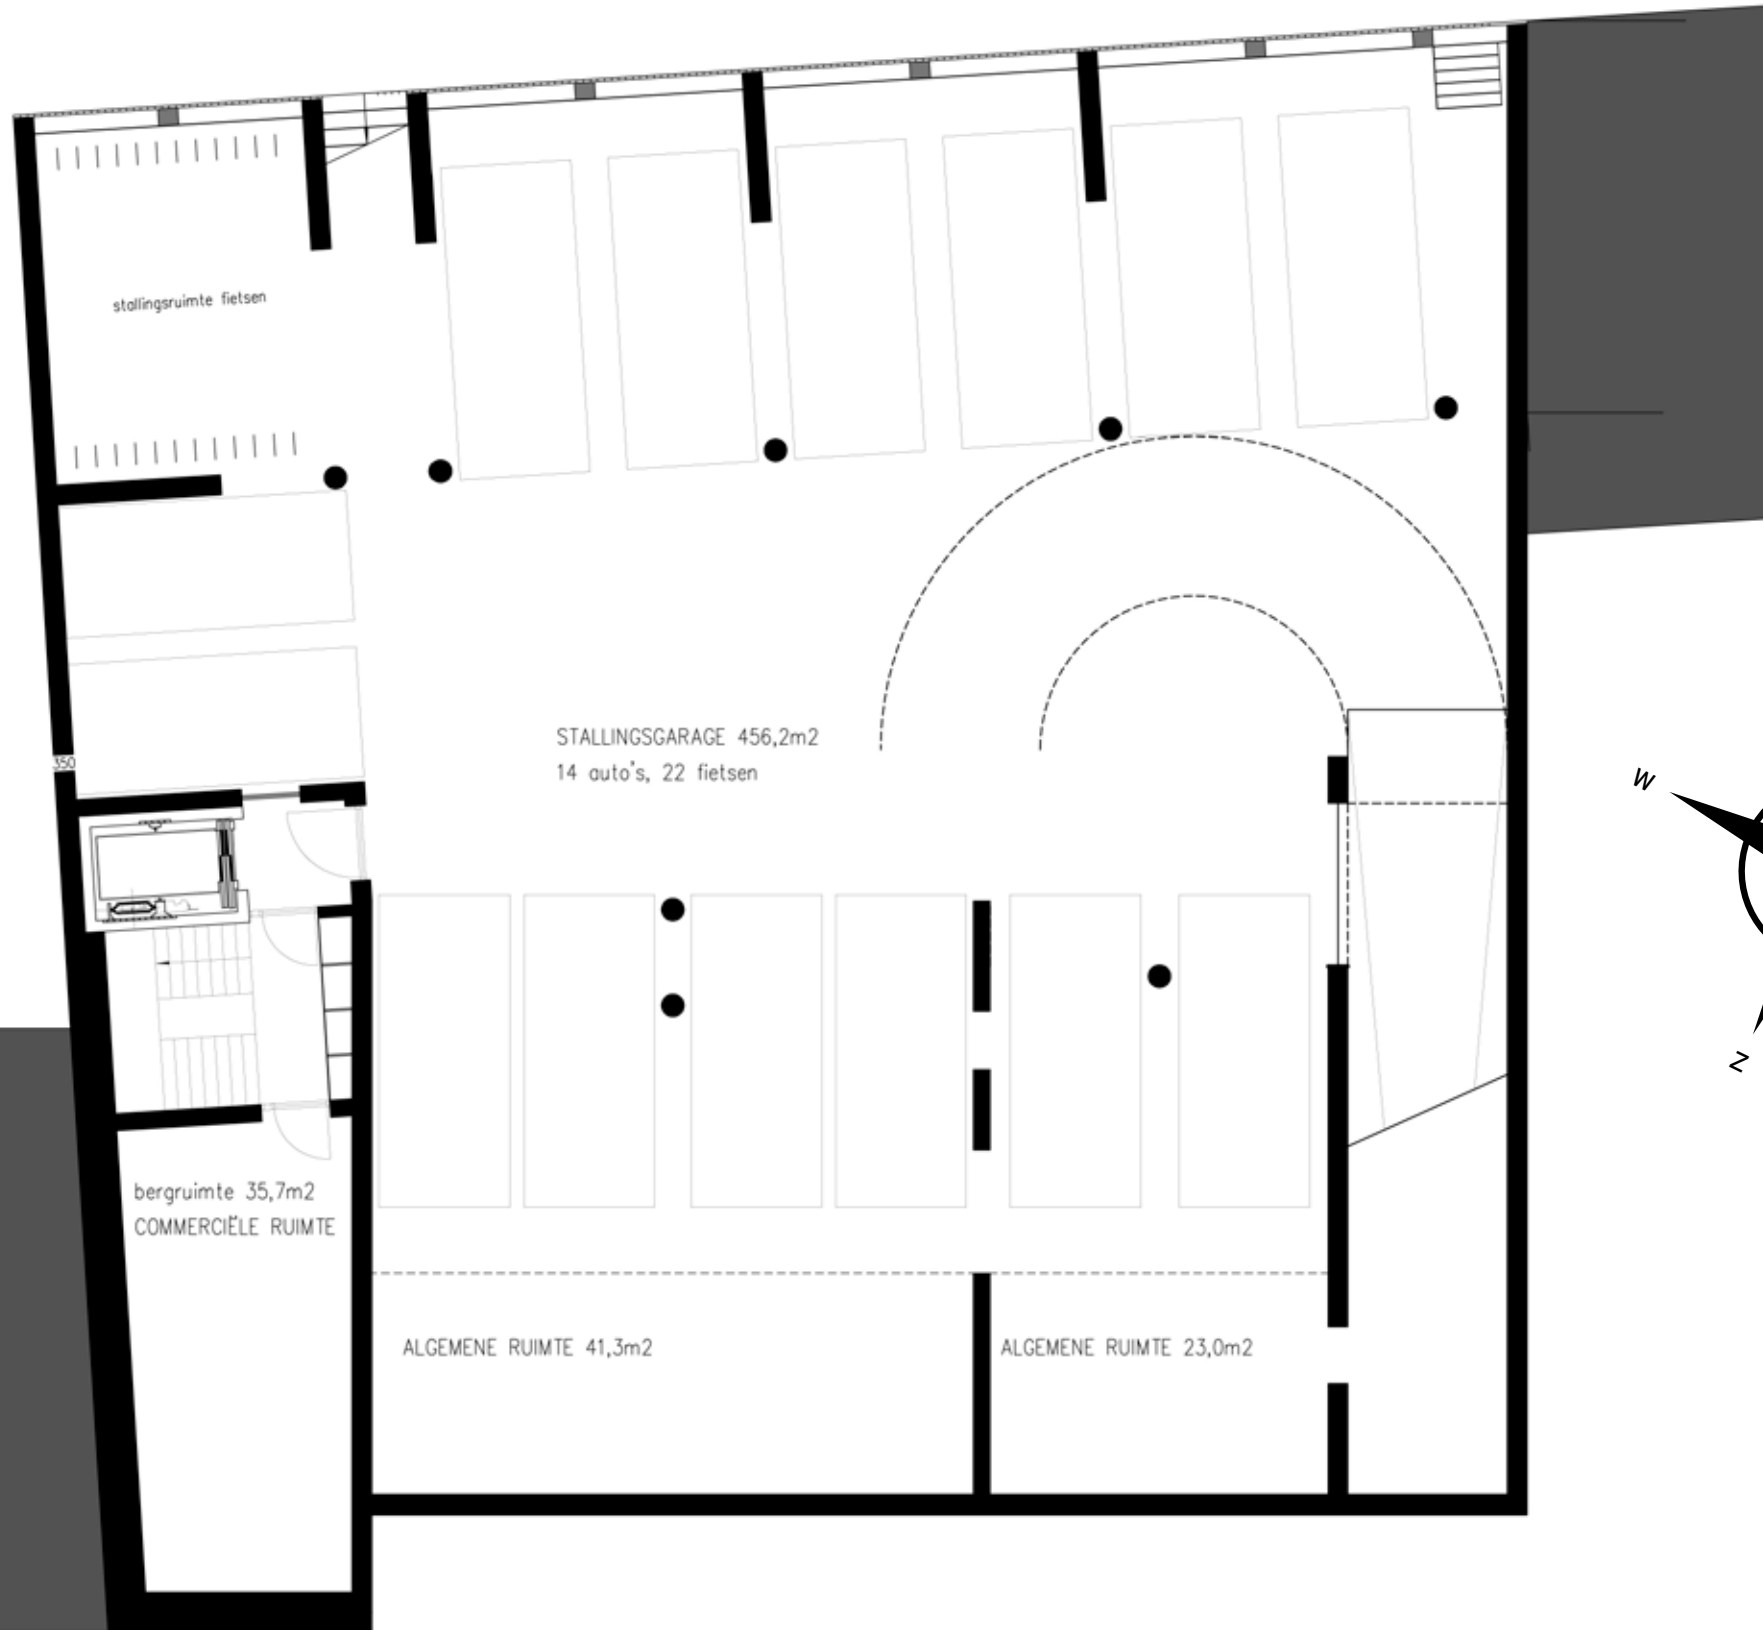 stallingsruimte fietsen
STALLINGSGARAGE 456,2m2
14 auto's, 22 fietsen
350
W
Z
bergruimte 35,7m2
COMMERCIËLE RUIMTE
ALGEMENE RUIMTE 41,3m2
ALGEMENE RUIMTE 23,0m2